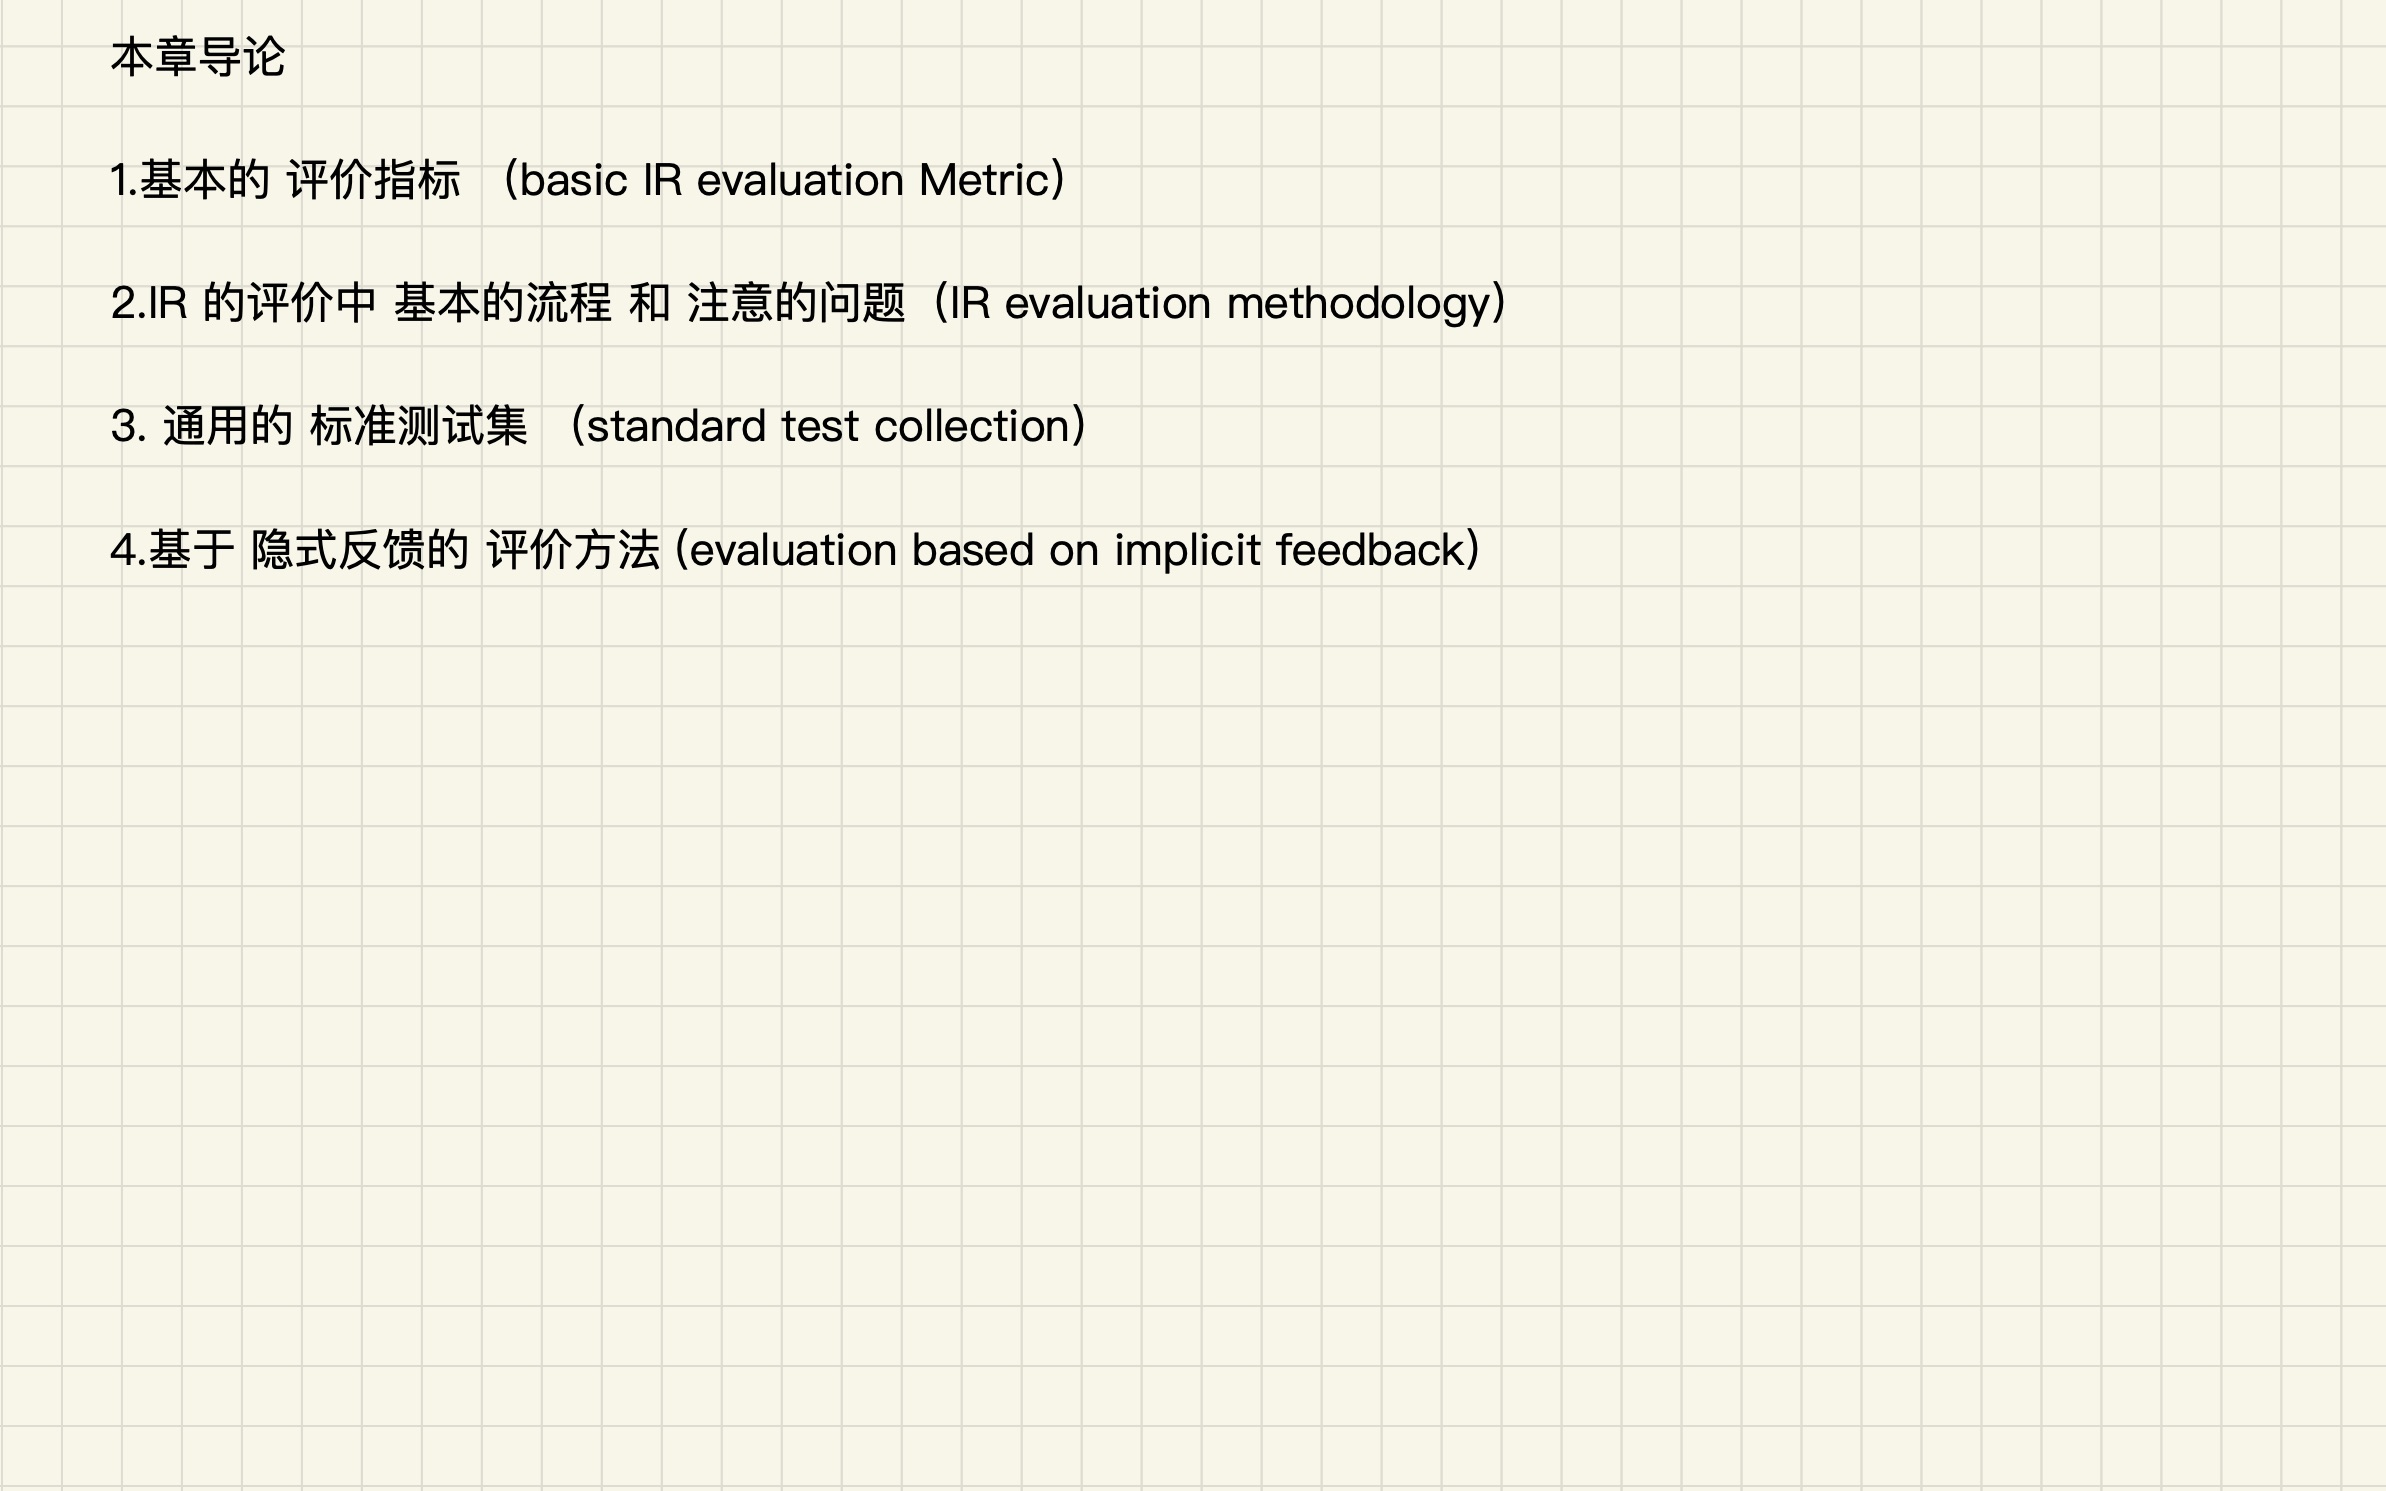 本章导论
1.基本的 评价指标 （basic IR evaluation Metric）
2.IR 的评价中 基本的流程 和 注意的问题（IR evaluation methodology）
3. 通用的 标准测试集 （standard test collection）
4.基于 隐式反馈的 评价方法 (evaluation based on implicit feedback)